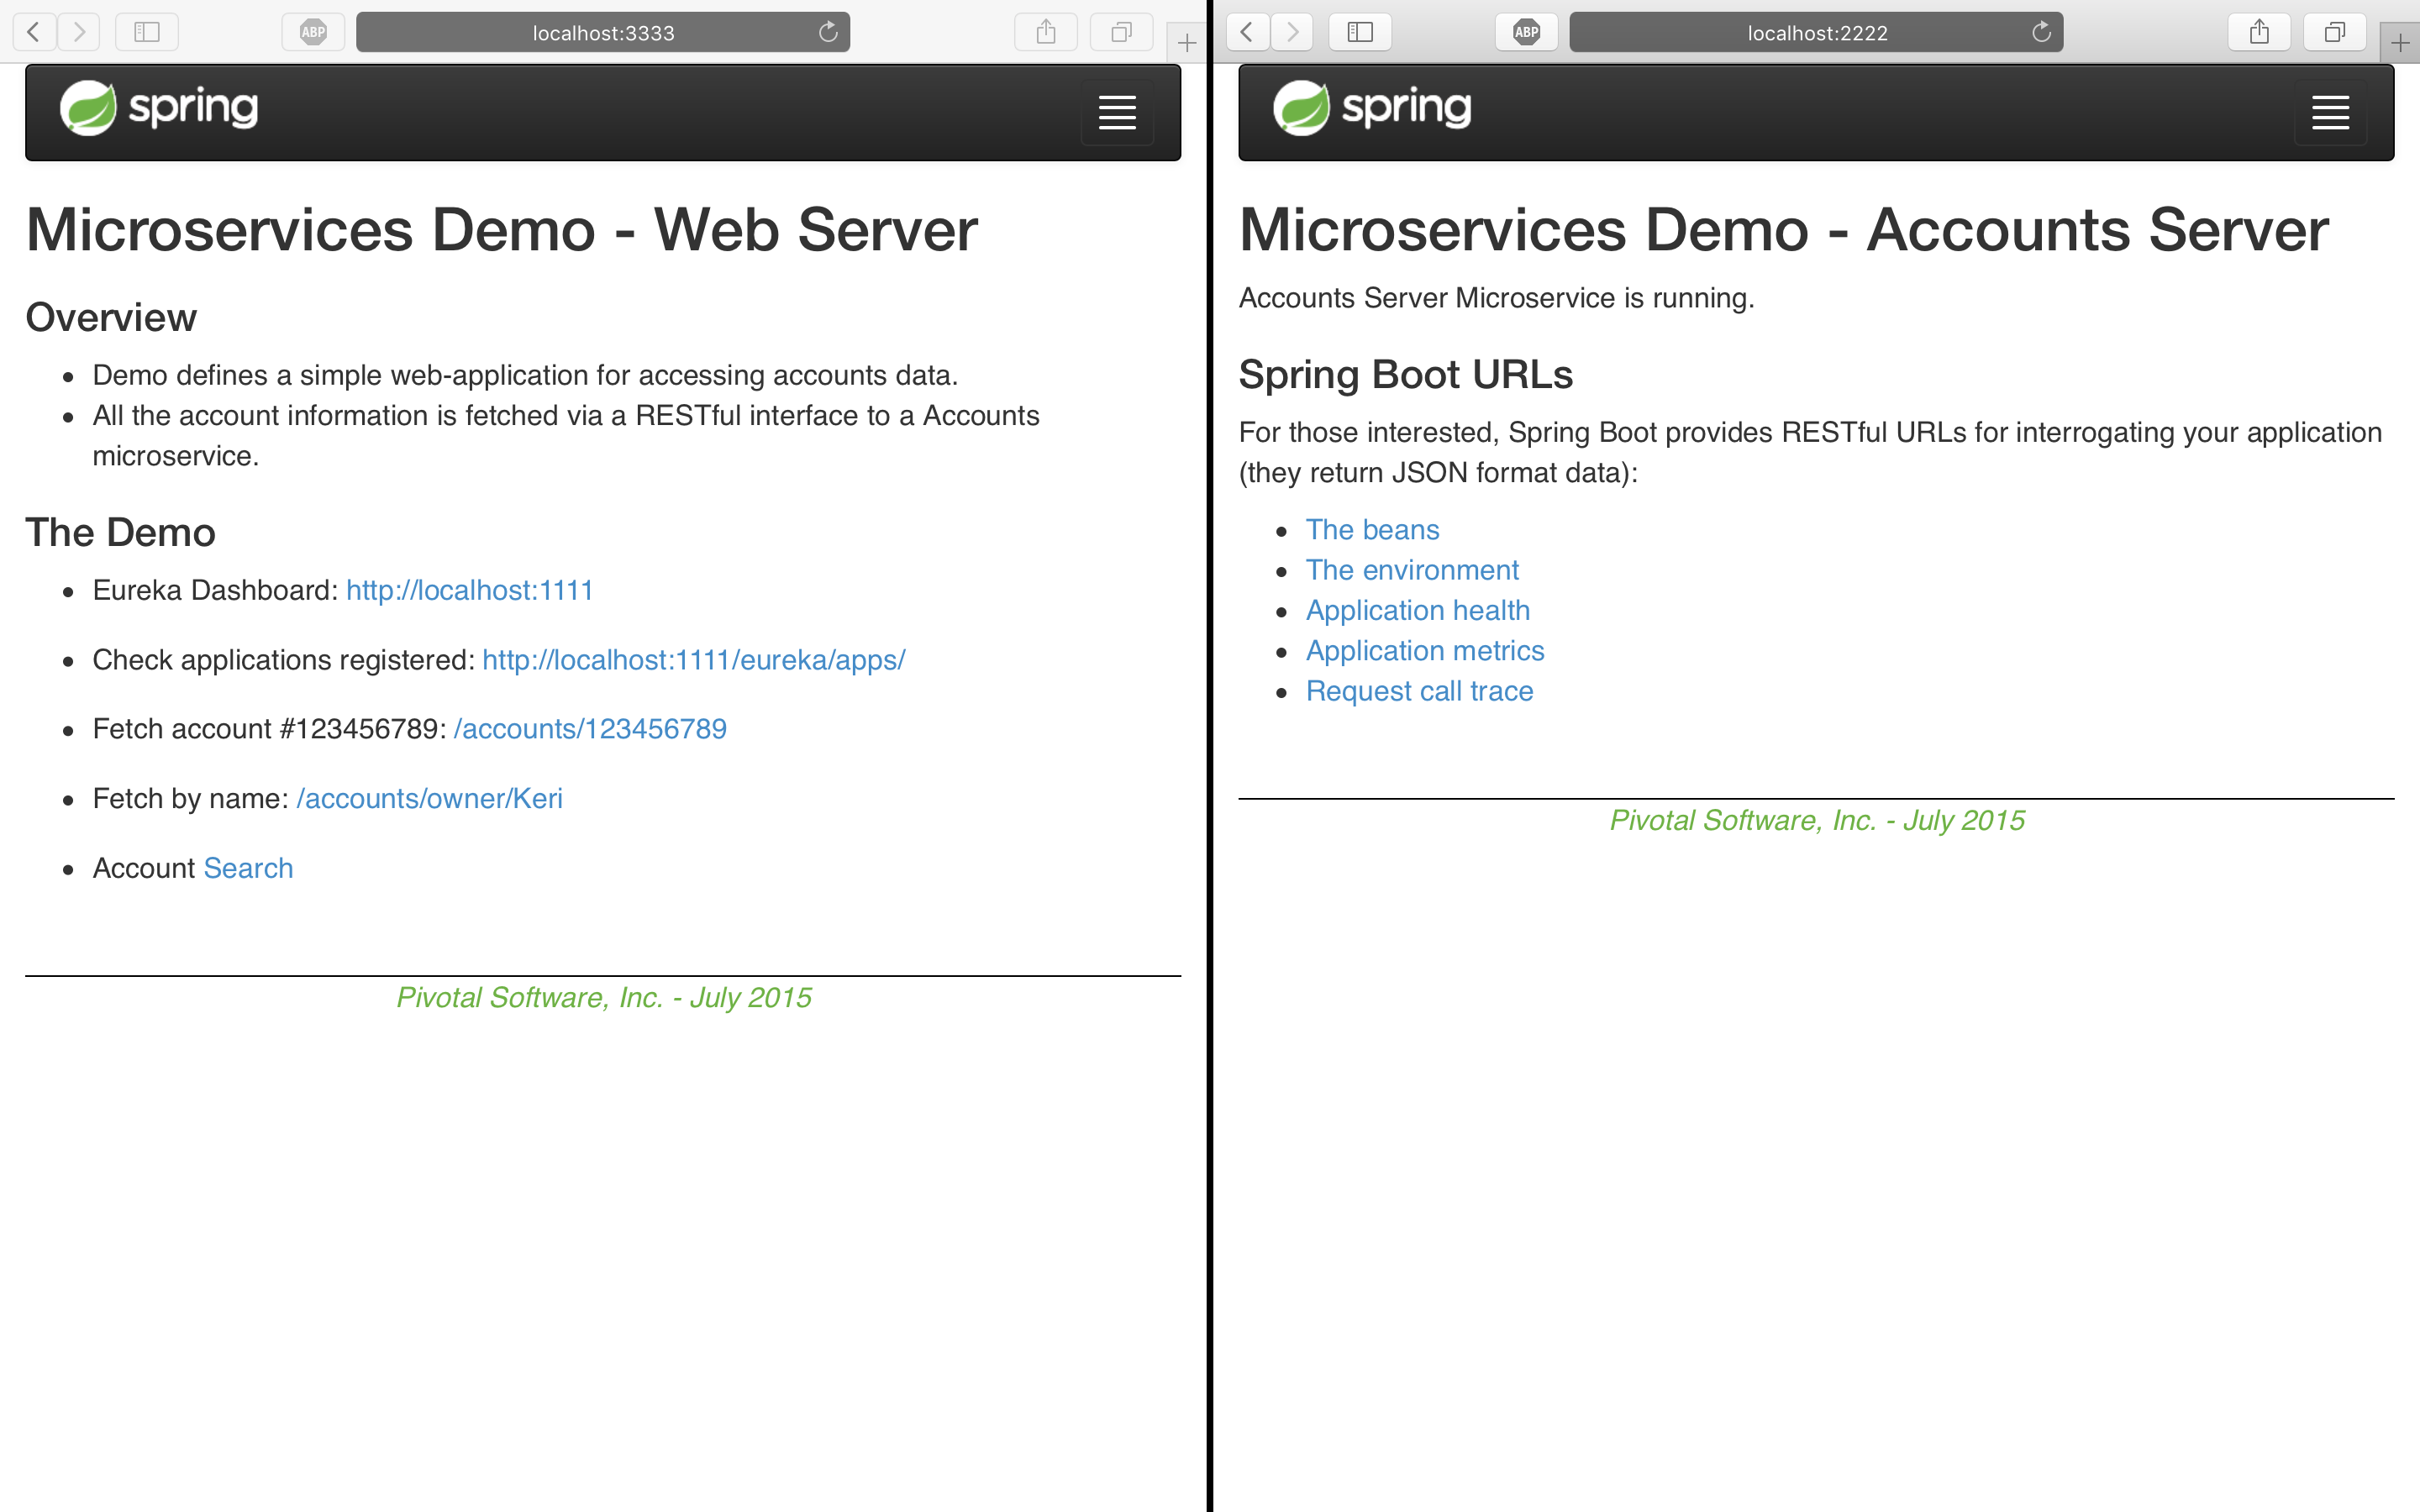 ABP
localhost:3333
spring
Microservices Demo - Web Server
Overview
Demo defines a simple web-application for accessing accounts data.
All the account information is fetched via a RESTful interface to a Accounts
microservice.
The Demo
Eureka Dashboard: http://localhost:1111
Check applications registered: http://localhost:1111/eureka/apps/
Fetch account #123456789: /accounts/123456789
Fetch by name: /accounts/owner/Keri
Account Search
Pivotal Software, Inc. - July 2015
ABP
localhost:2222
spring
Microservices Demo - Accounts Server
Accounts Server Microservice is running.
Spring Boot URLs
For those interested, Spring Boot provides RESTful URLs for interrogating your application
(they return JSON format data):
The beans
The environment
Application health
Application metrics
Request call trace
Pivotal Software, Inc. - July 2015